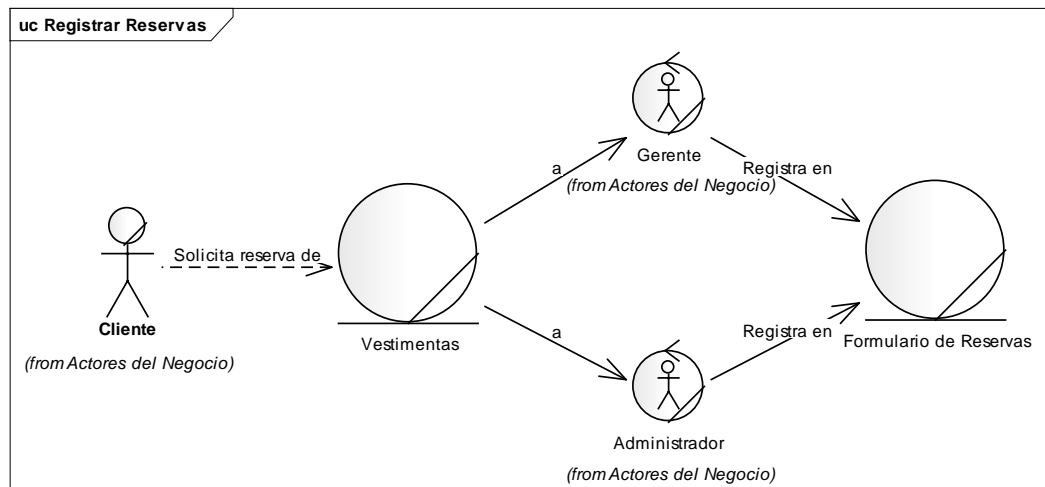 uc Registrar Reservas
Gerente
(from Actores del Negocio)
a
Registra en
Solicita reserva de
Cliente
(from Actores del Negocio)
Vestimentas
Formulario de Reservas
a
Registra en
Administrador
(from Actores del Negocio)